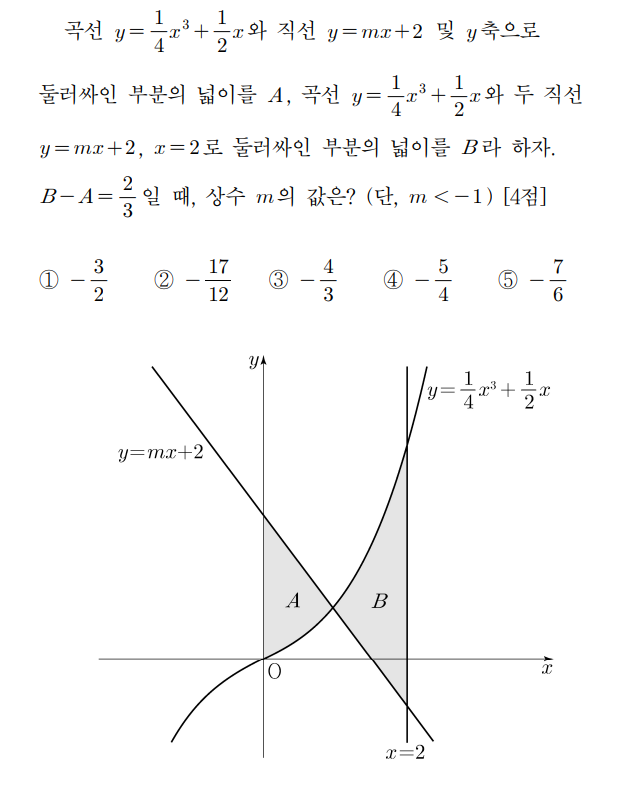 곡선 y=1/4x³+1/2x와 직선 y=mx+2 및 y축으로
둘러싸인 부분의 넓이를 A, 곡선 y=1/4x³+1/2x와 두 직선
y=mx+2, x=2로 둘러싸인 부분의 넓이를 B라 하자.
B-A=2/3일 때, 상수 m의 값은? (단, m<-1) [4점]
① -3/2 ② -17/12 ③ -4/3 ④ -5/4 ⑤ -7/6
y
y=1/4x³+1/2x
y=mx+2
A B
O x
x=2